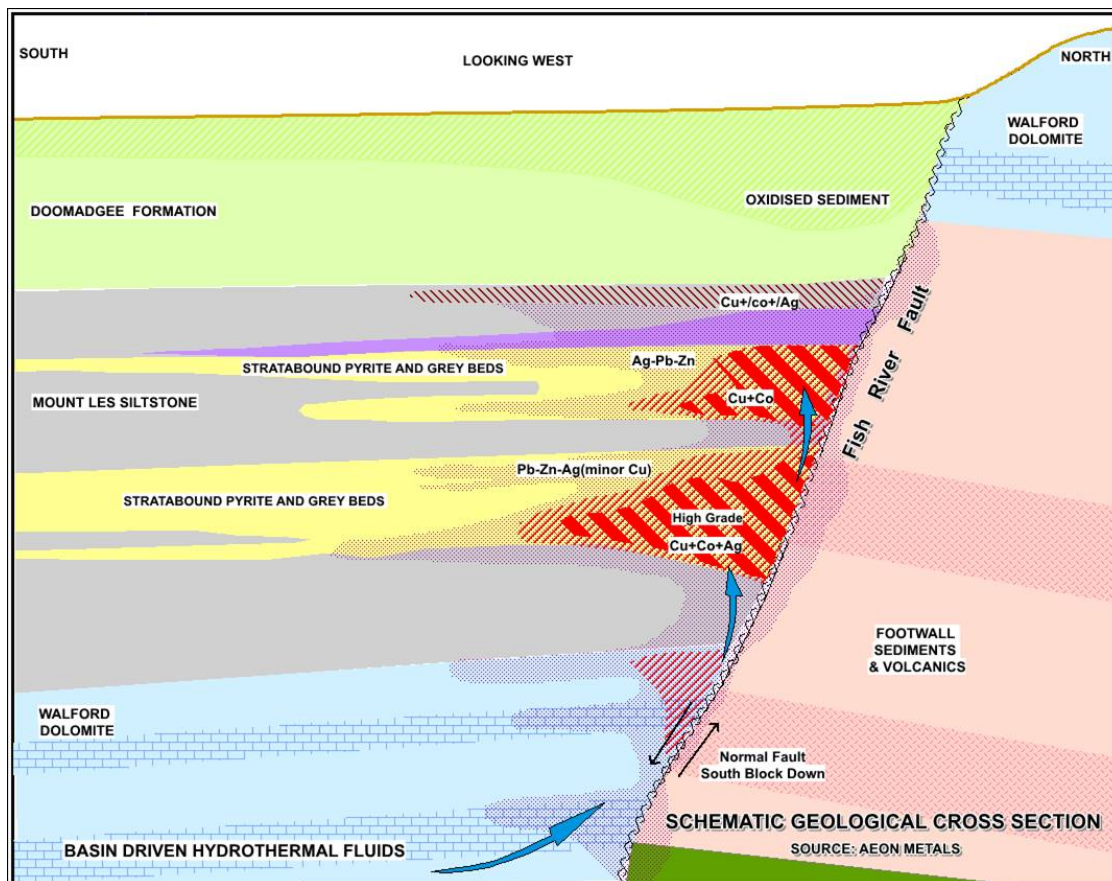 SOUTH
LOOKING WEST
NORTH
WALFORD
DOLOMITE
DOOMADGEE FORMATION
OXIDISED SEDIMENT
Cu+/co+/Ag
Fish River Fault
STRATABOUND PYRITE AND GREY BEDS
Ag-Pb-Zn
MOUNT LES SILTSTONE
Cu+Co
Pb-Zn-Ag(minor Cu)
STRATABOUND PYRITE AND GREY BEDS
High Grade
Cu+Co+Ag
FOOTWALL
SEDIMENTS
& VOLCANICS
WALFORD
DOLOMITE
Normal Fault
South Block Down
SCHEMATIC GEOLOGICAL CROSS SECTION
SOURCE: AEON METALS
BASIN DRIVEN HYDROTHERMAL FLUIDS